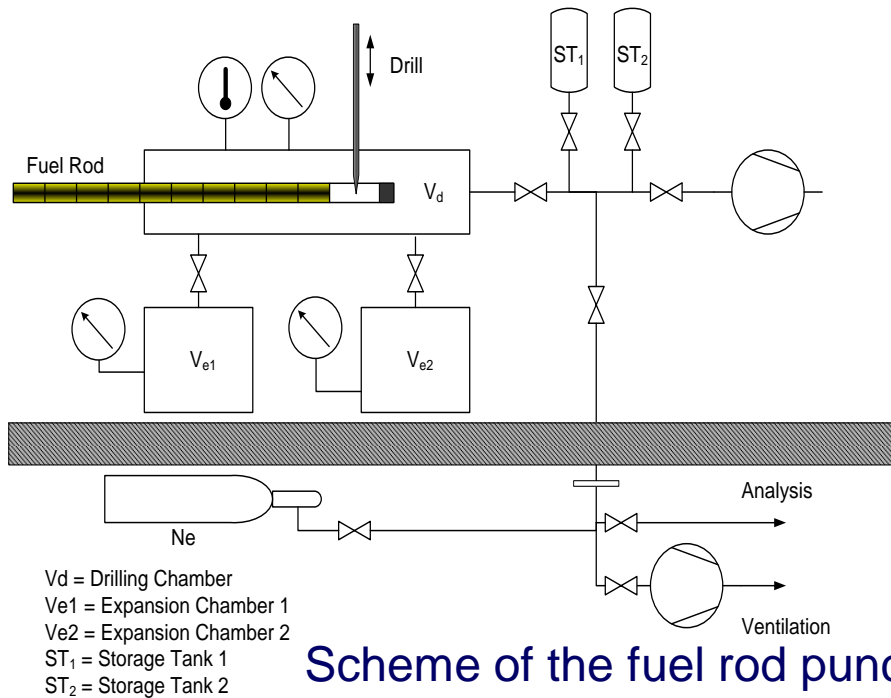 ST1 ST2
Drill
Fuel Rod
Vd
Ve1 Ve2
Analysis
Ne
Vd = Drilling Chamber
Ve1 = Expansion Chamber 1
Ve2 = Expansion Chamber 2
Ventilation
ST1 = Storage Tank 1
ST2 = Storage Tank 2
Scheme of the fuel rod